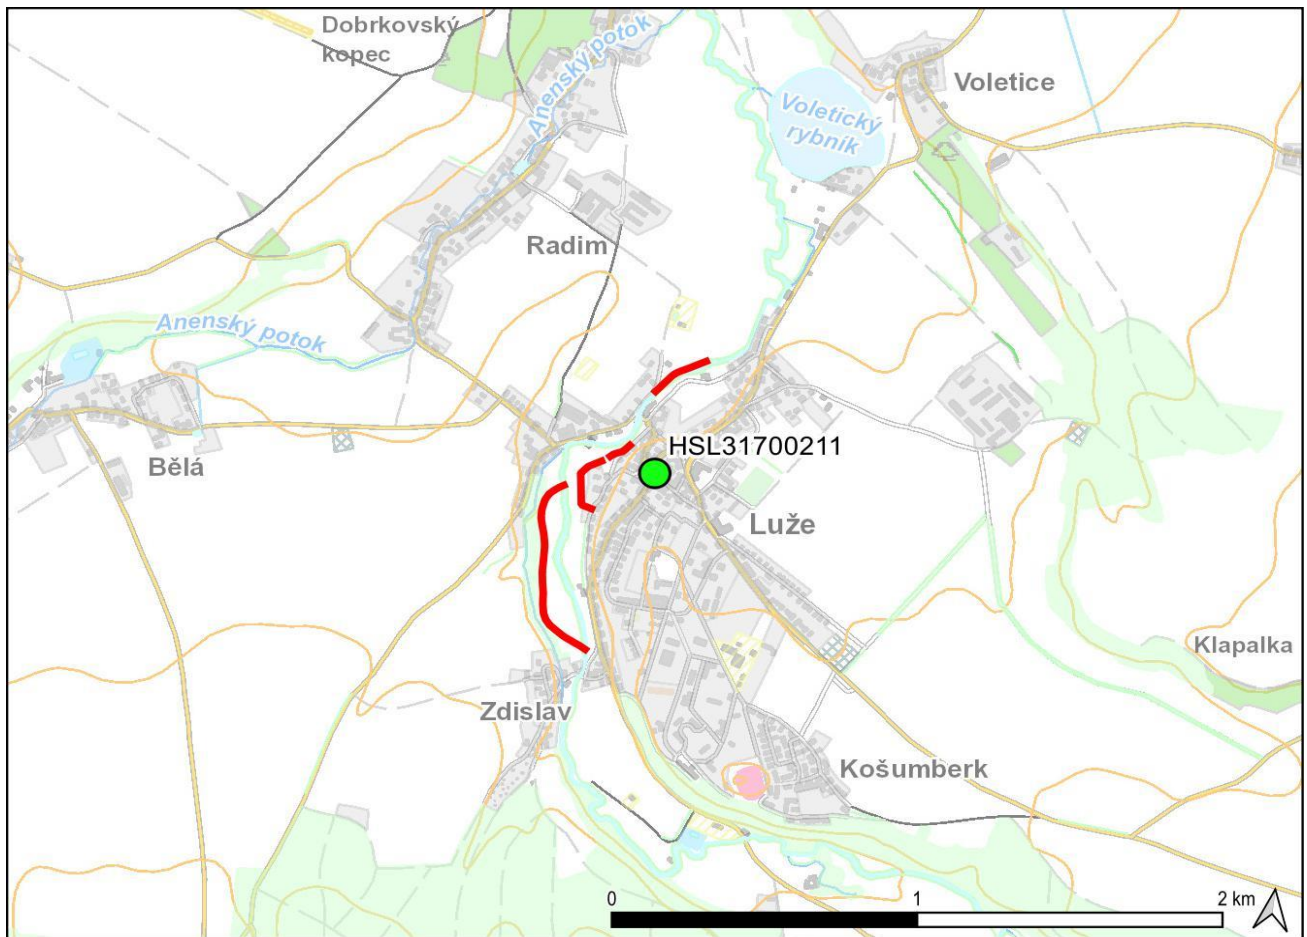 Dobrkovský
kopec
Anenský potok
Voletický
rybník
Voletice
Radim
Anenský potok
Bělá
HSL31700211
Luže
Klapalka
Zdislav
Košumberk
0 1 2 km